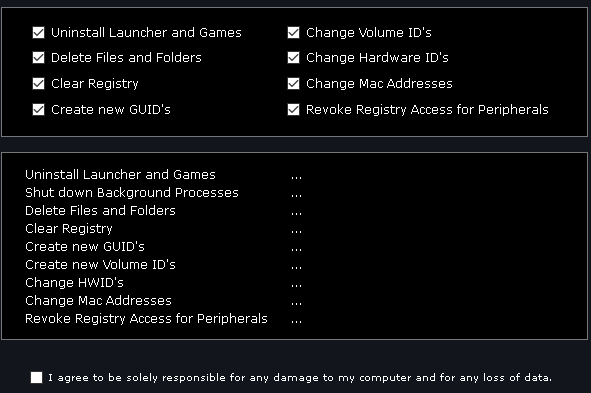 Uninstall Launcher and Games
Change Volume ID's
Delete Files and Folders
Change Hardware ID's
Clear Registry
Change Mac Addresses
Create new GUID's
Revoke Registry Access for Peripherals
Uninstall Launcher and Games ...
Shut down Background Processes ...
Delete Files and Folders ...
Clear Registry ...
Create new GUID's ...
Create new Volume ID's ...
Change HWID's ...
Change Mac Addresses ...
Revoke Registry Access for Peripherals ...
I agree to be solely responsible for any damage to my computer and for any loss of data.